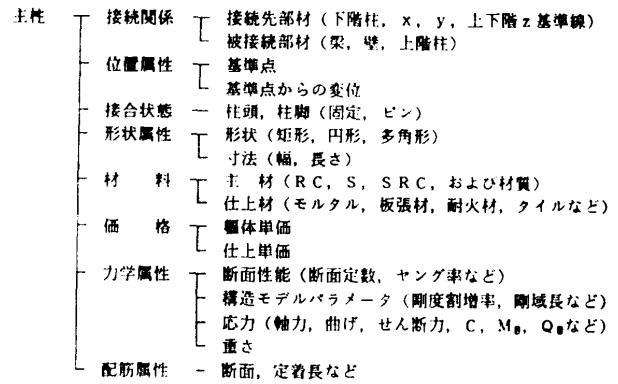 主柱 接続関係 接続先部材（下階柱，x，y，上下階z基準線）
被接続部材（梁，壁，上階柱）
位置属性 基準点
基準点からの変位
接合状態 － 柱頭，柱脚（固定，ピン）
形状属性 形状（矩形，円形，多角形）
寸法（幅，長さ）
材 料 主 材（RC，S，SRC，および材質）
仕上材（モルタル，板張材，耐火材，タイルなど）
価 格 軀体単価
仕上単価
力学属性 断面性能（断面定数，ヤング率など）
構造モデルパラメータ（剛度割増率，剛域長など）
応力（軸力，曲げ，せん断力，C，M₀，Q₀など）
重さ
配筋属性 － 断面，定着長など